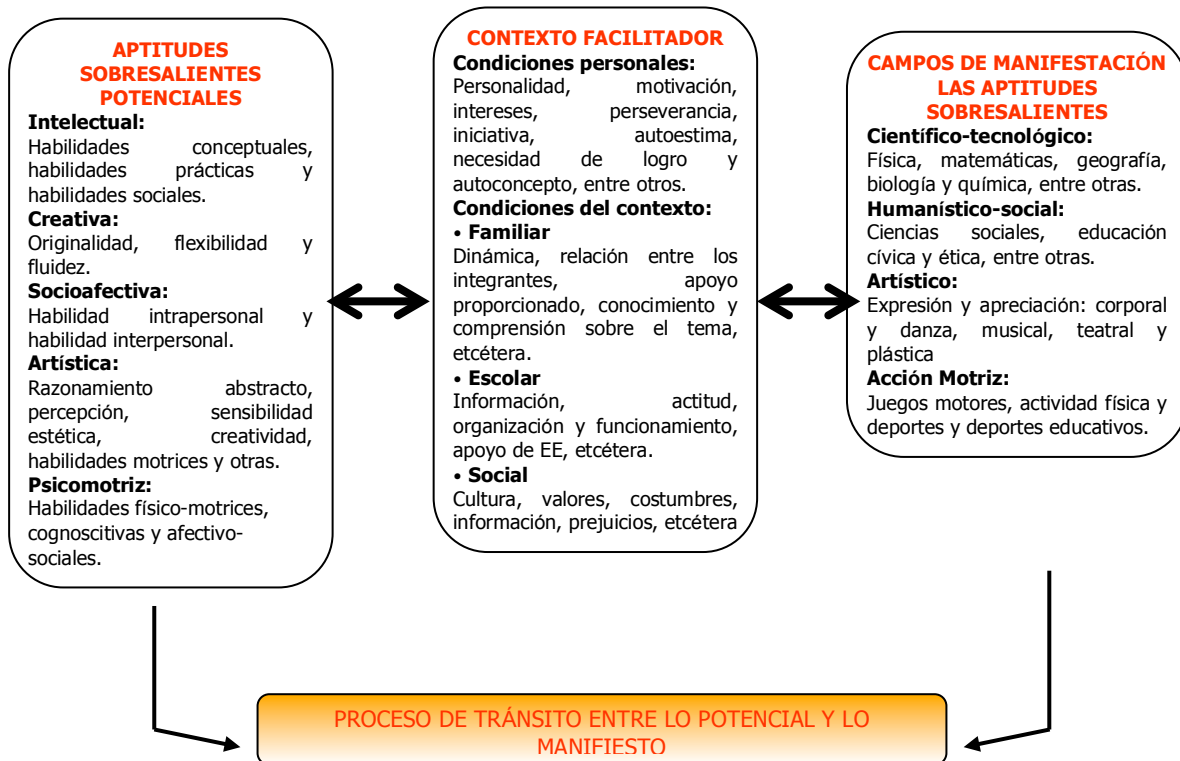 APTITUDES
SOBRESALIENTES
POTENCIALES
Intelectual:
Habilidades conceptuales,
habilidades prácticas y
habilidades sociales.
Creativa:
Originalidad, flexibilidad y
fluidez.
Socioafectiva:
Habilidad intrapersonal y
habilidad interpersonal.
Artística:
Razonamiento abstracto,
percepción, sensibilidad
estética, creatividad,
habilidades motrices y otras.
Psicomotriz:
Habilidades físico-motrices,
cognoscitivas y afectivo-
sociales.
CONTEXTO FACILITADOR
Condiciones personales:
Personalidad, motivación,
intereses, perseverancia,
iniciativa, autoestima,
necesidad de logro y
autoconcepto, entre otros.
Condiciones del contexto:
• Familiar
Dinámica, relación entre los
integrantes, apoyo
proporcionado, conocimiento y
comprensión sobre el tema,
etcétera.
• Escolar
Información, actitud,
organización y funcionamiento,
apoyo de EE, etcétera.
• Social
Cultura, valores, costumbres,
información, prejuicios, etcétera
CAMPOS DE MANIFESTACIÓN
LAS APTITUDES
SOBRESALIENTES
Científico-tecnológico:
Física, matemáticas, geografía,
biología y química, entre otras.
Humanístico-social:
Ciencias sociales, educación
cívica y ética, entre otras.
Artístico:
Expresión y apreciación: corporal
y danza, musical, teatral y
plástica
Acción Motriz:
Juegos motores, actividad física y
deportes y deportes educativos.
PROCESO DE TRÁNSITO ENTRE LO POTENCIAL Y LO
MANIFIESTO